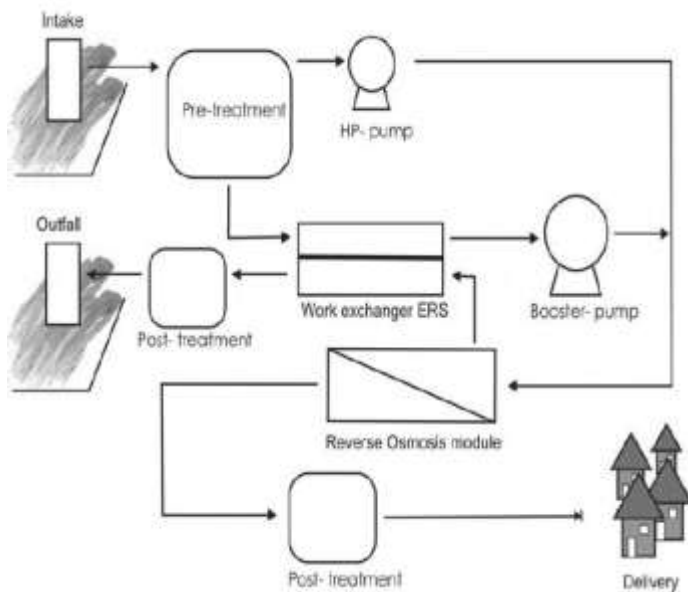 Intake
Pre-treatment
HP- pump
Outfall
Post- treatment
Work exchanger ERS
Booster- pump
Reverse Osmosis module
Post- treatment
Delivery